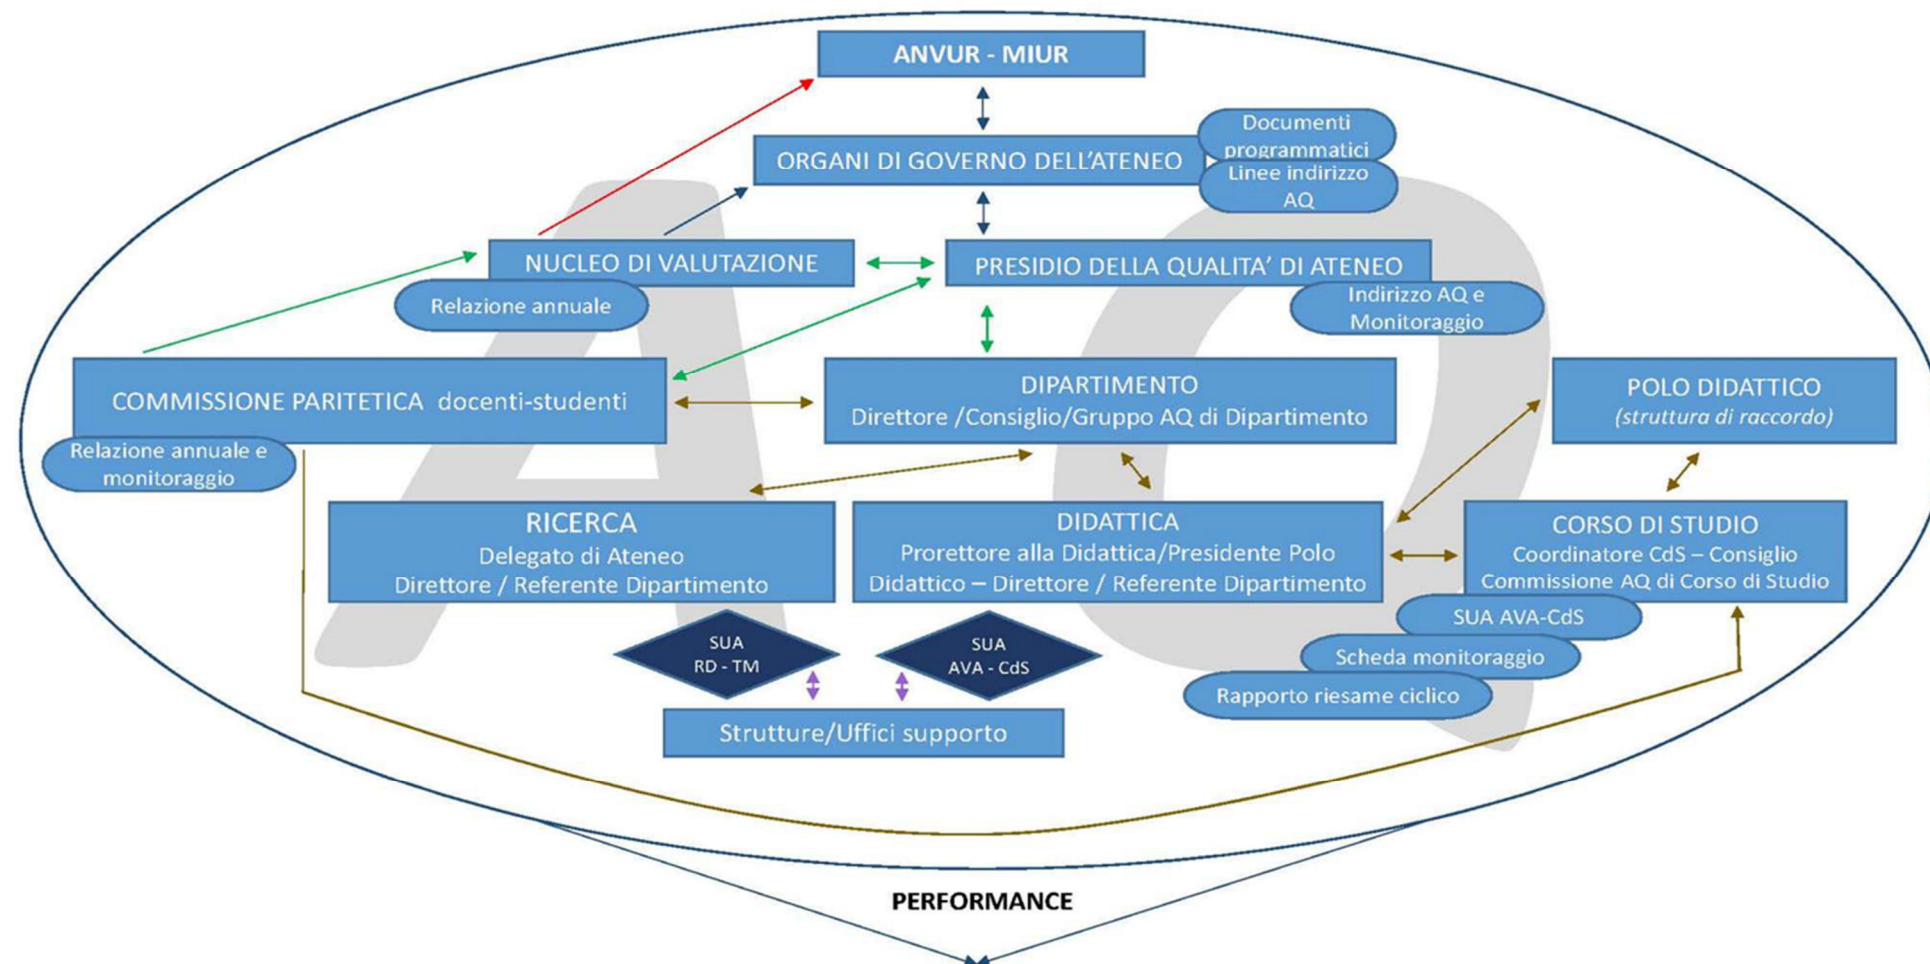 ANVUR - MIUR
Documenti
programmatici
ORGANI DI GOVERNO DELL'ATENEO
Linee indirizzo
AQ
NUCLEO DI VALUTAZIONE
PRESIDIO DELLA QUALITA' DI ATENEO
Relazione annuale
Indirizzo AQ e
Monitoraggio
COMMISSIONE PARITETICA docenti-studenti
Relazione annuale e
monitoraggio
DIPARTIMENTO
Direttore /Consiglio/Gruppo AQ di Dipartimento
POLO DIDATTICO
(struttura di raccordo)
RICERCA
Delegato di Ateneo
Direttore / Referente Dipartimento
DIDATTICA
Prorettore alla Didattica/Presidente Polo
Didattico – Direttore / Referente Dipartimento
CORSO DI STUDIO
Coordinatore CdS – Consiglio
Commissione AQ di Corso di Studio
SUA AVA-CdS
Scheda monitoraggio
Rapporto riesame ciclico
SUA
RD - TM
SUA
AVA - CdS
Strutture/Uffici supporto
AQ
PERFORMANCE